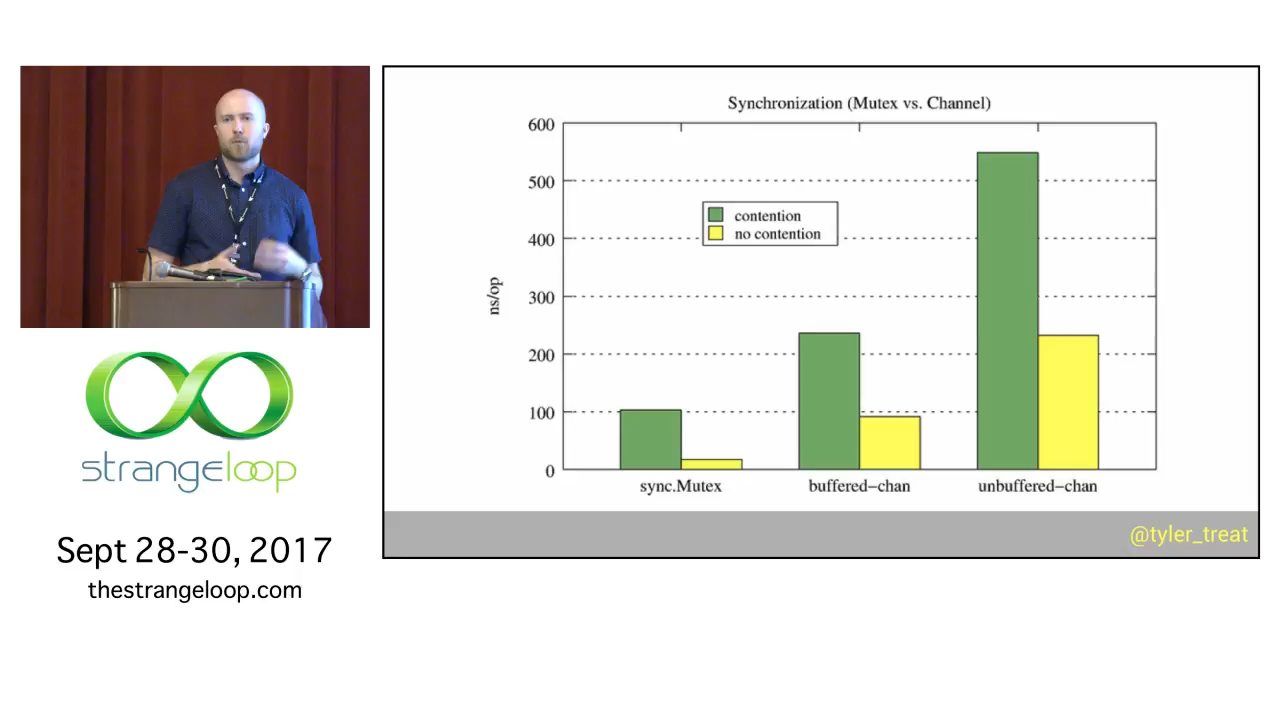 strangeloop
Sept 28-30, 2017
thestrangeloop.com
Synchronization (Mutex vs. Channel)
600
500
400
300
200
100
0
ns/op
contention
no contention
sync.Mutex
buffered-chan
unbuffered-chan
@tyler_treat